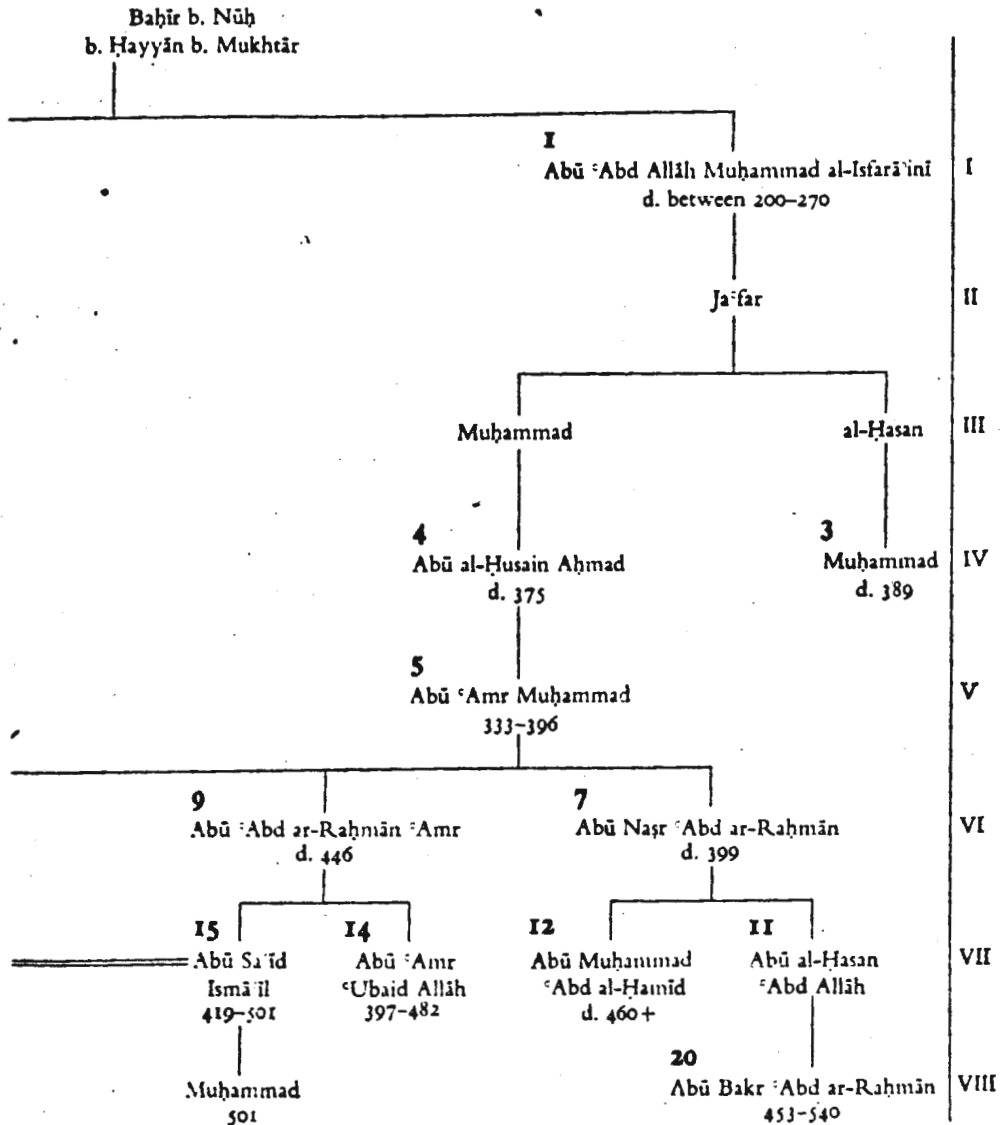 Baḥīr b. Nūḥ
b. Ḥayyān b. Mukhtār
1
Abū ʿAbd Allāh Muḥammad al-Isfarāʾinī
d. between 200–270
I
Jaʿfar
II
Muḥammad
al-Ḥasan
III
4
Abū al-Ḥusain Aḥmad
d. 375
3
Muḥammad
d. 389
IV
5
Abū ʿAmr Muḥammad
333–396
V
9
Abū ʿAbd ar-Raḥmān ʿAmr
d. 446
7
Abū Naṣr ʿAbd ar-Raḥmān
d. 399
VI
15
Abū Saʿīd
Ismāʿīl
419–501
14
Abū ʿAmr
ʿUbaid Allāh
397–482
12
Abū Muḥammad
ʿAbd al-Ḥamīd
d. 460+
11
Abū al-Ḥasan
ʿAbd Allāh
VII
Muḥammad
501
20
Abū Bakr ʿAbd ar-Raḥmān
453–540
VIII